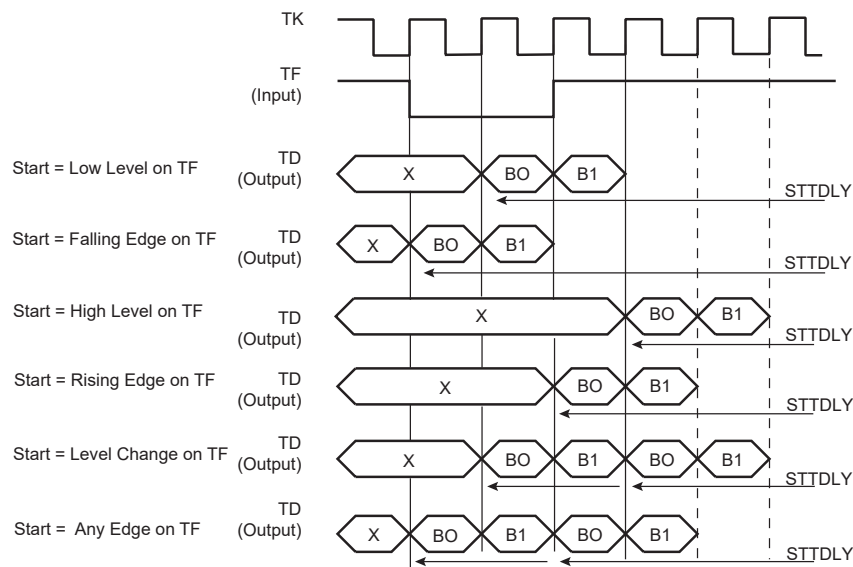 TK
TF
(Input)
Start = Low Level on TF
TD
(Output)
X
BO
B1
STTDLY
Start = Falling Edge on TF
TD
(Output)
X
BO
B1
STTDLY
Start = High Level on TF
TD
(Output)
X
BO
B1
STTDLY
Start = Rising Edge on TF
TD
(Output)
X
BO
B1
STTDLY
Start = Level Change on TF
TD
(Output)
X
BO
B1
BO
B1
STTDLY
Start = Any Edge on TF
TD
(Output)
X
BO
B1
BO
B1
STTDLY